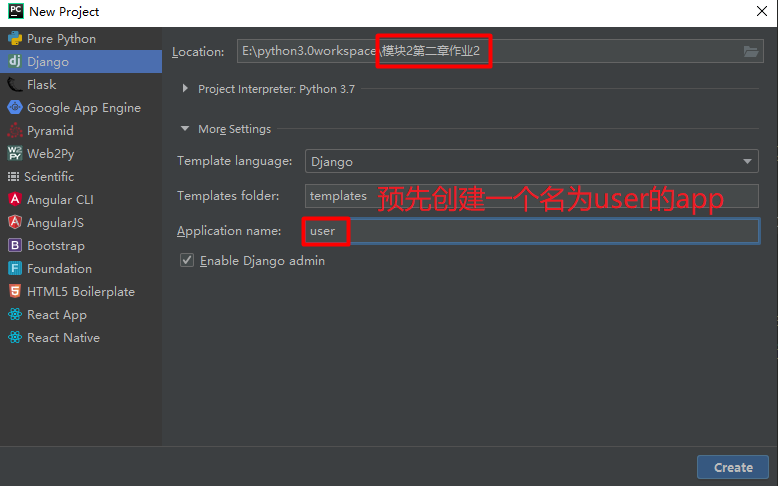 New Project
Pure Python
Django
Flask
Google App Engine
Pyramid
Web2Py
Scientific
Angular CLI
AngularJS
Bootstrap
Foundation
HTML5 Boilerplate
React App
React Native
Location: E:\python3.0workspace\模块2第二章作业2
Project Interpreter: Python 3.7
More Settings
Template language: Django
Templates folder: templates
预先创建一个名为user的app
Application name: user
Enable Django admin
Create